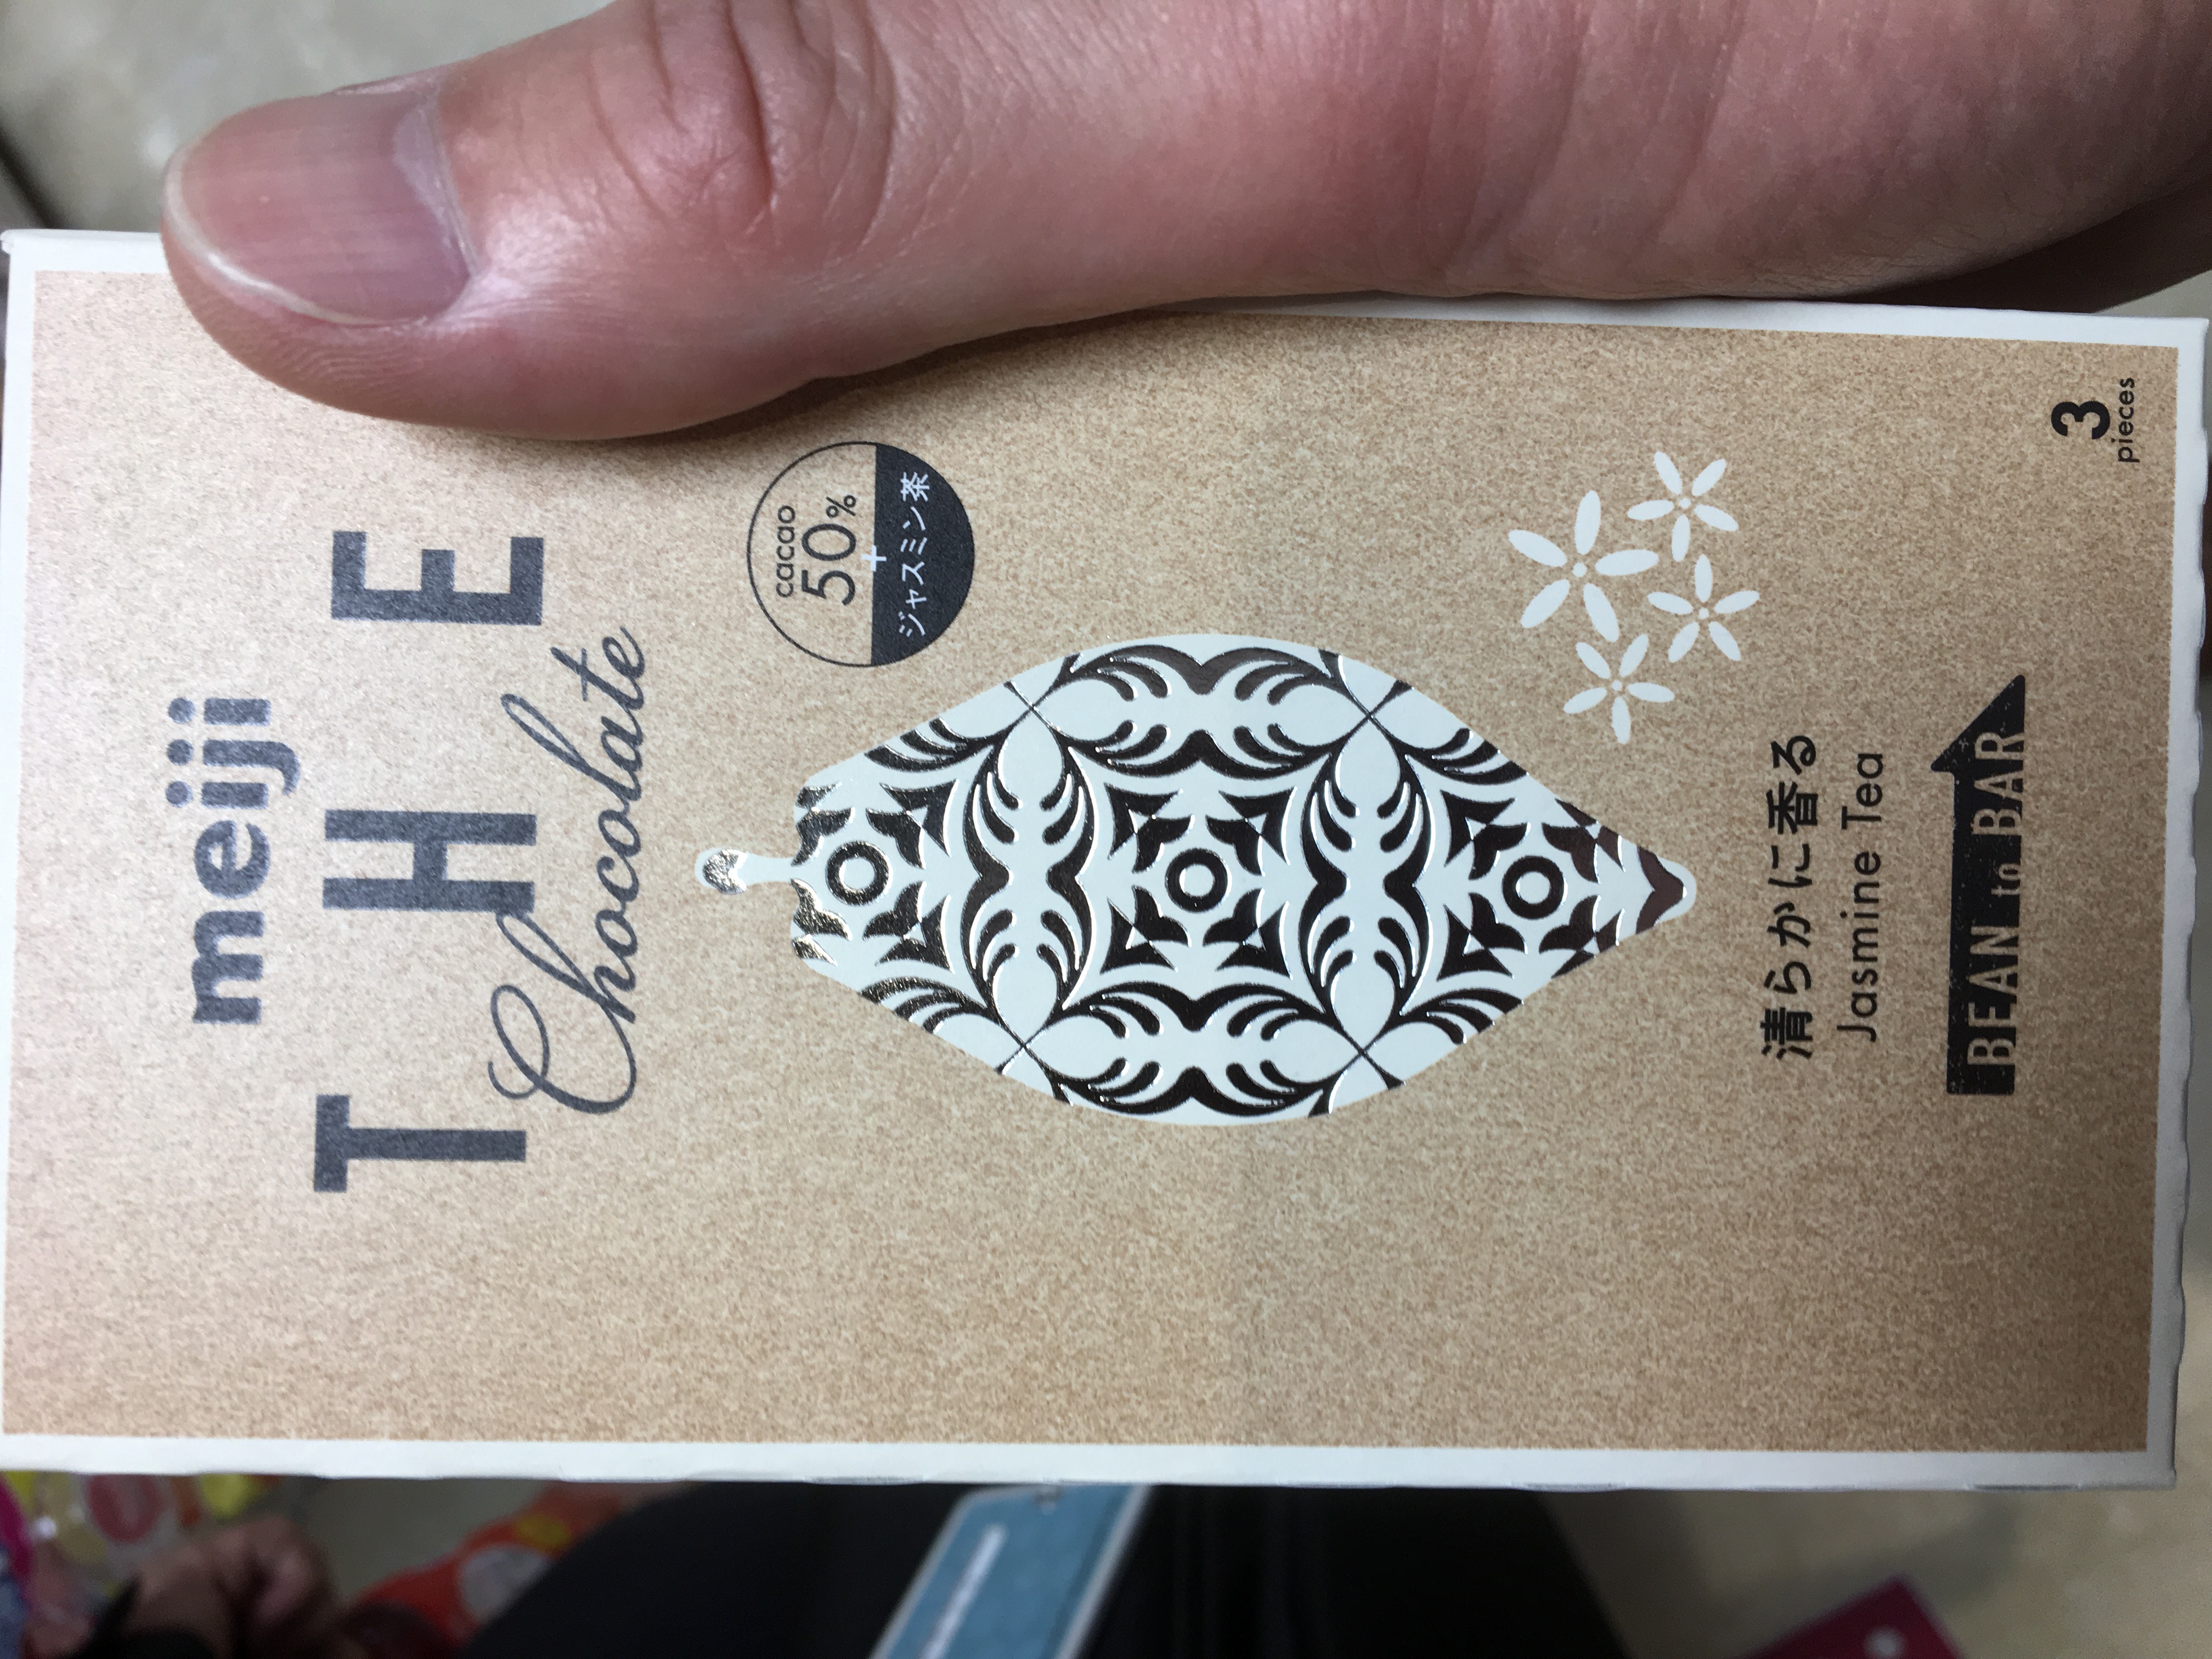 meiji
THE
Chocolate
cacao
50%
+
ジャスミン茶
清らかに香る
Jasmine Tea
BEAN to BAR
3
pieces